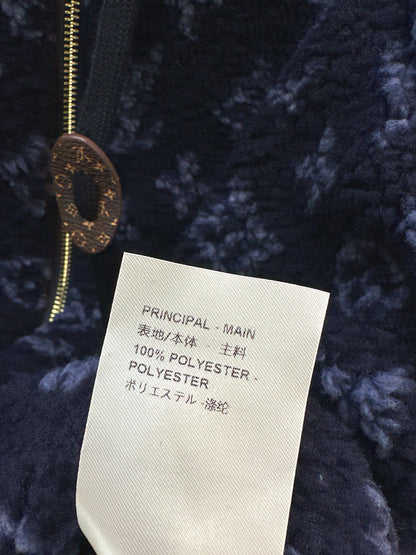 PRINCIPAL - MAIN
表地/本体 - 主料
100% POLYESTER -
POLYESTER
ポリエステル -涤纶